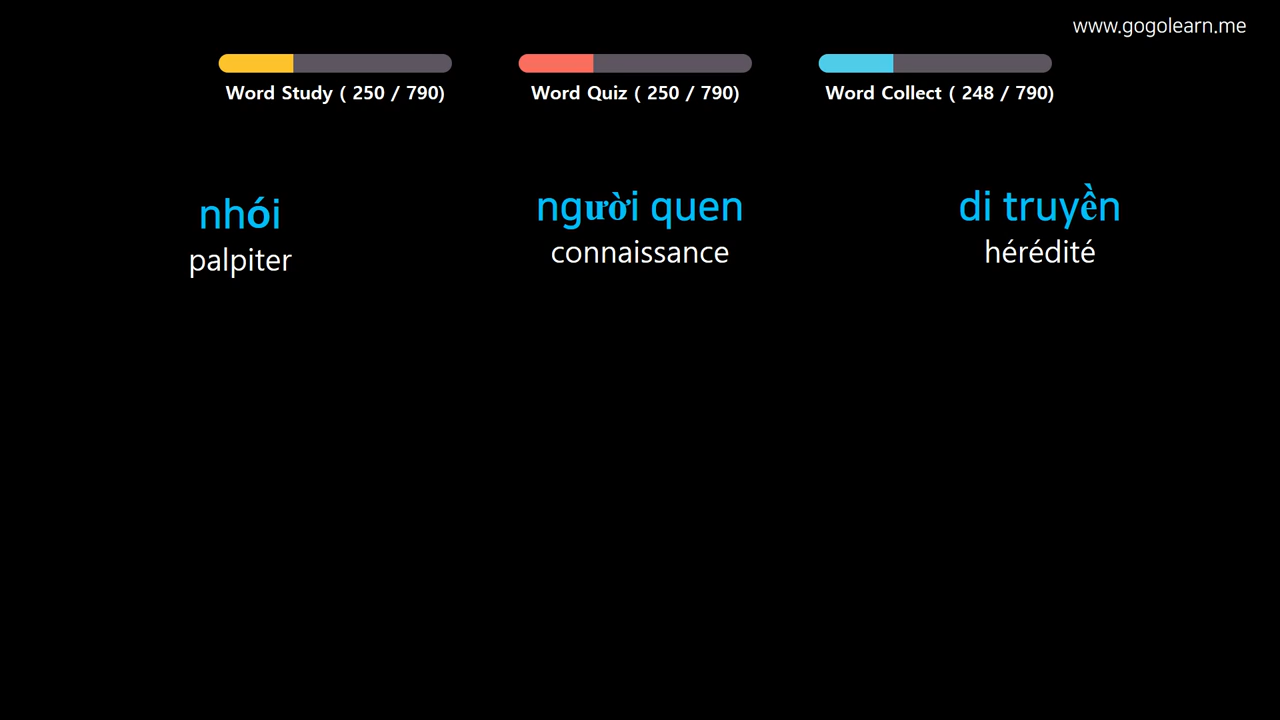 www.gogolearn.me
Word Study ( 250 / 790)
Word Quiz ( 250 / 790)
Word Collect ( 248 / 790)
nhói
palpiter
người quen
connaissance
di truyền
hérédité